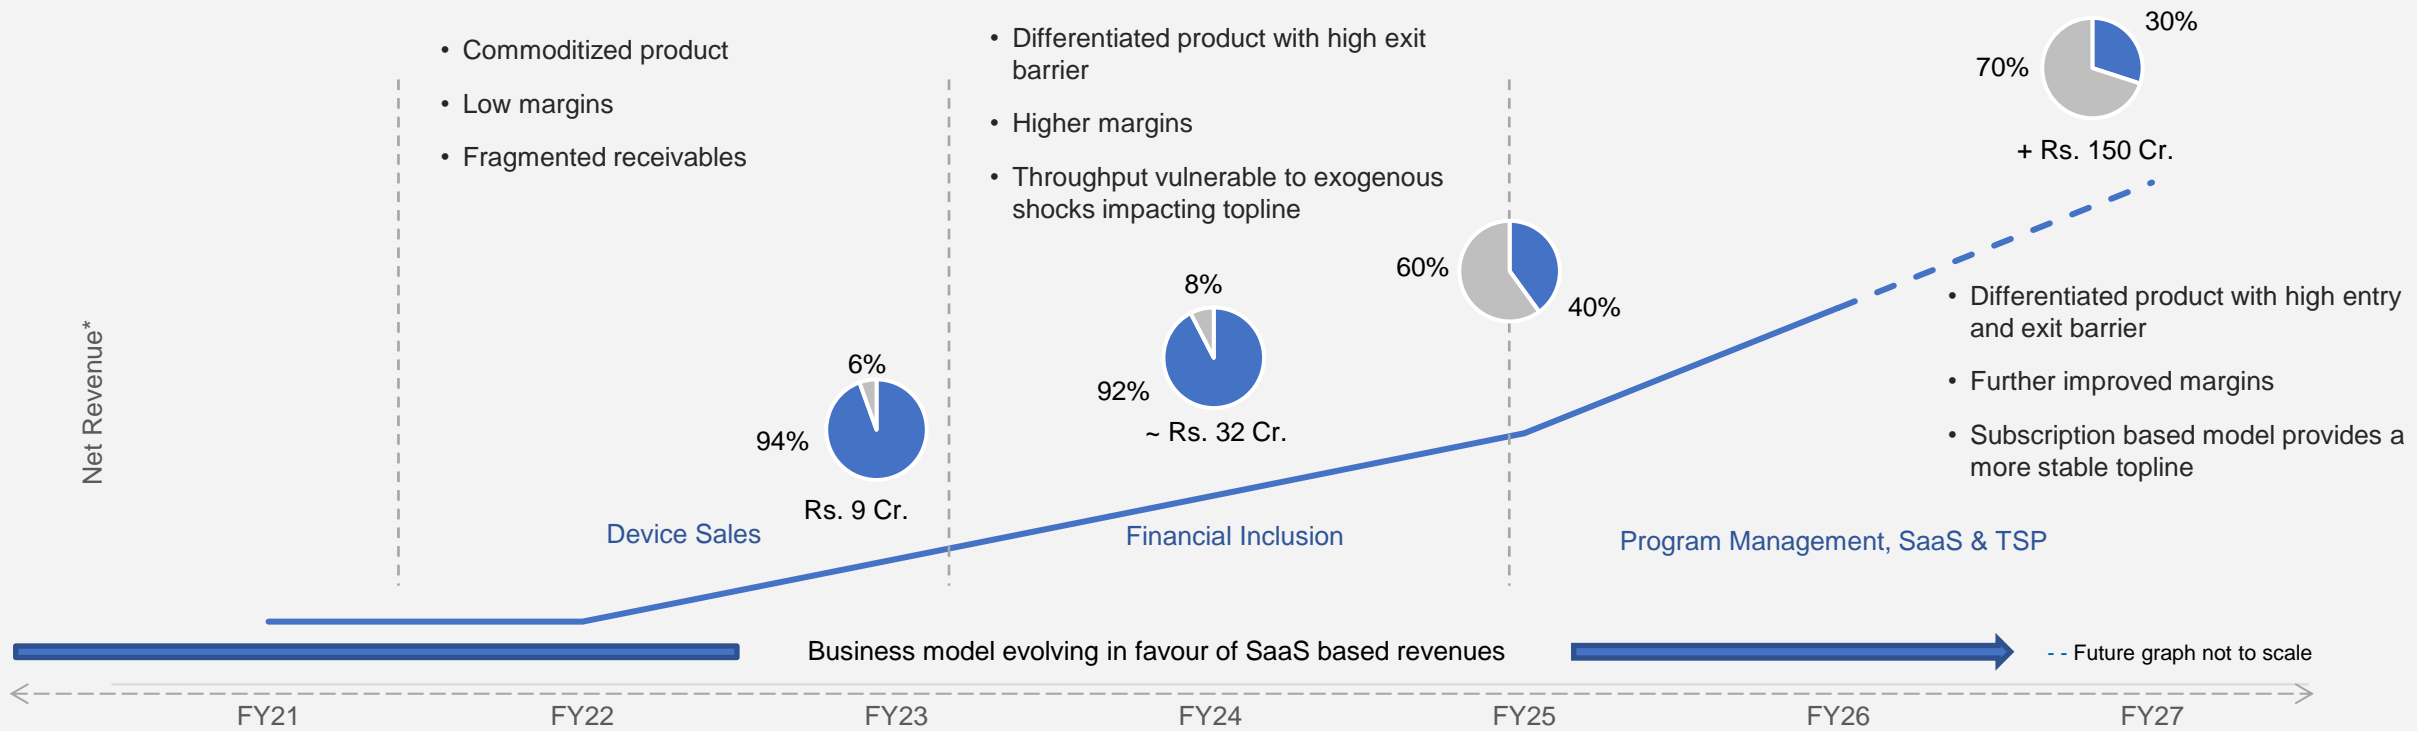 • Commoditized product
• Low margins
• Fragmented receivables
• Differentiated product with high exit
barrier
• Higher margins
• Throughput vulnerable to exogenous
shocks impacting topline
30%
70%
+ Rs. 150 Cr.
60%
40%
8%
92%
~ Rs. 32 Cr.
6%
94%
Rs. 9 Cr.
• Differentiated product with high entry
and exit barrier
• Further improved margins
• Subscription based model provides a
more stable topline
Net Revenue*
Device Sales
Financial Inclusion
Program Management, SaaS & TSP
Business model evolving in favour of SaaS based revenues
- - Future graph not to scale
FY21 FY22 FY23 FY24 FY25 FY26 FY27